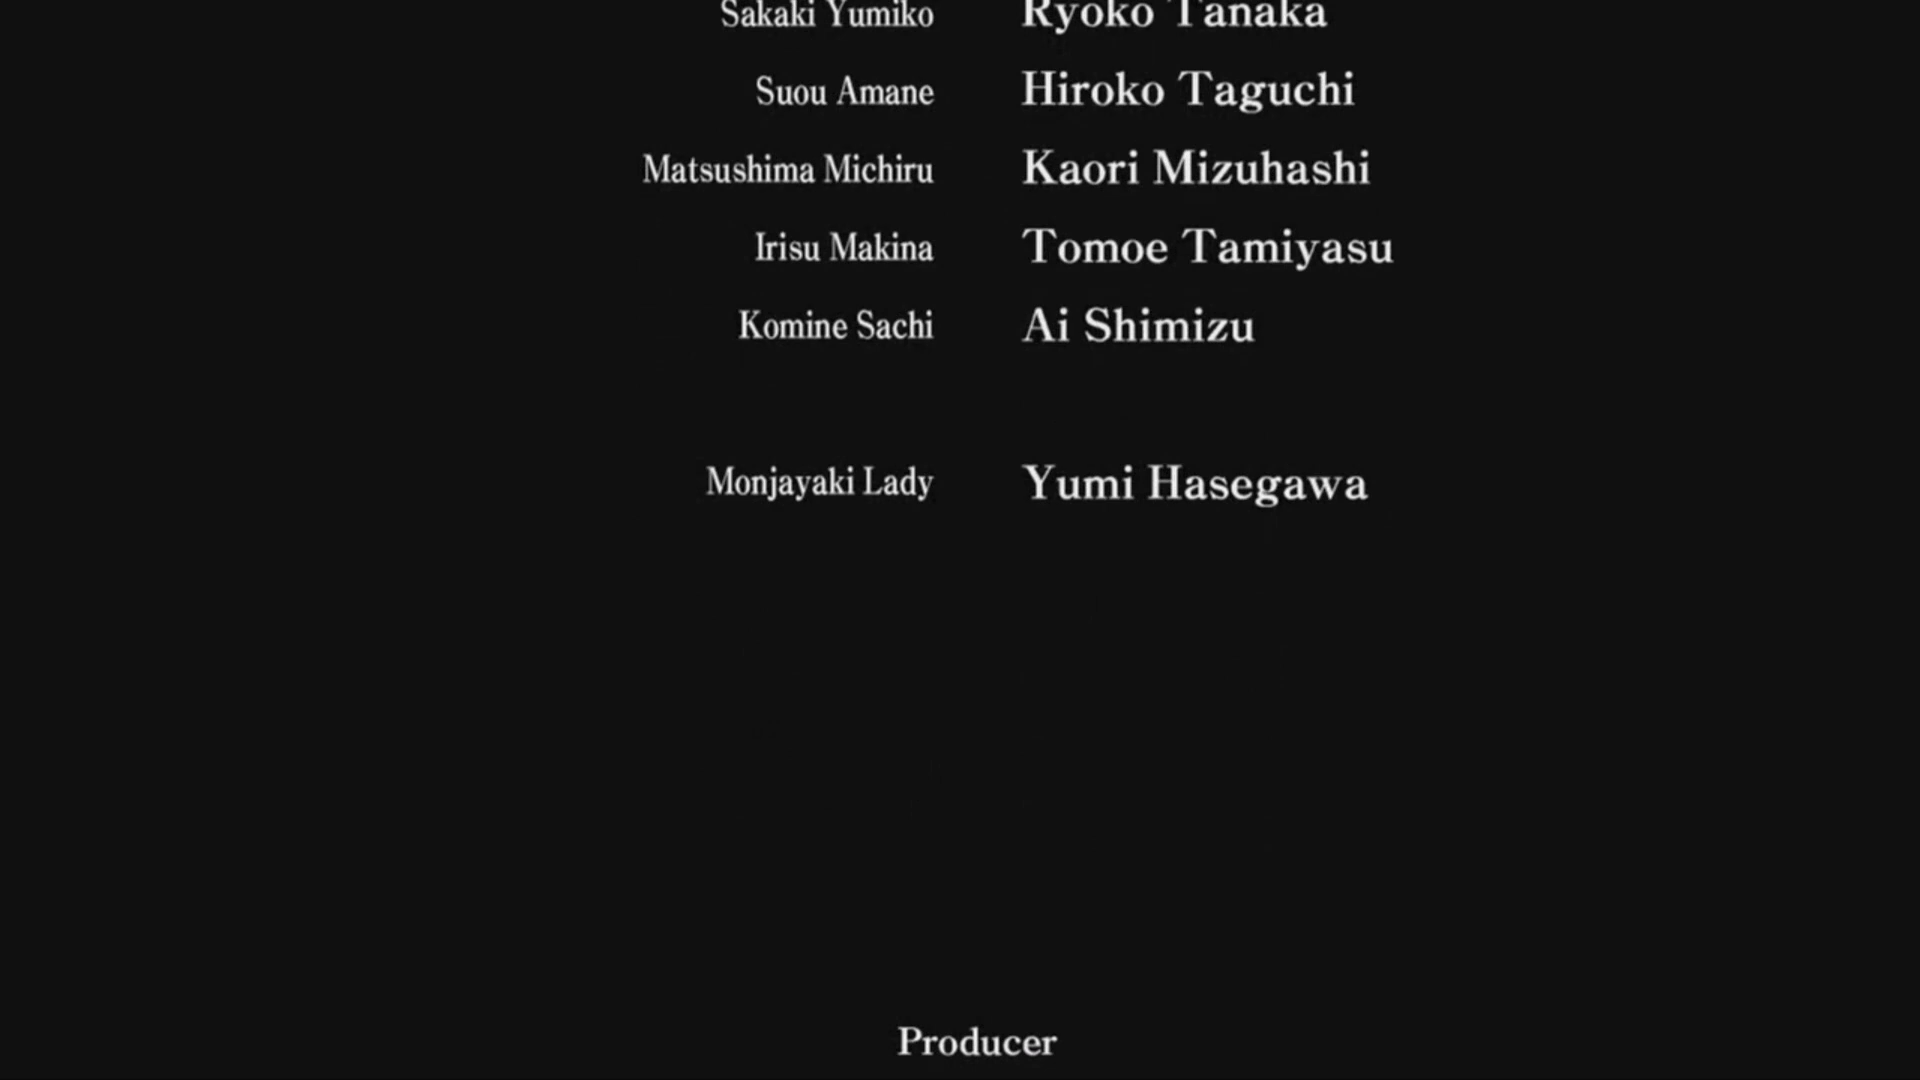 Sakaki Yumiko Ryoko Tanaka
Suou Amane Hiroko Taguchi
Matsushima Michiru Kaori Mizuhashi
Irisu Makina Tomoe Tamiyasu
Komine Sachi Ai Shimizu
Monjayaki Lady Yumi Hasegawa
Producer